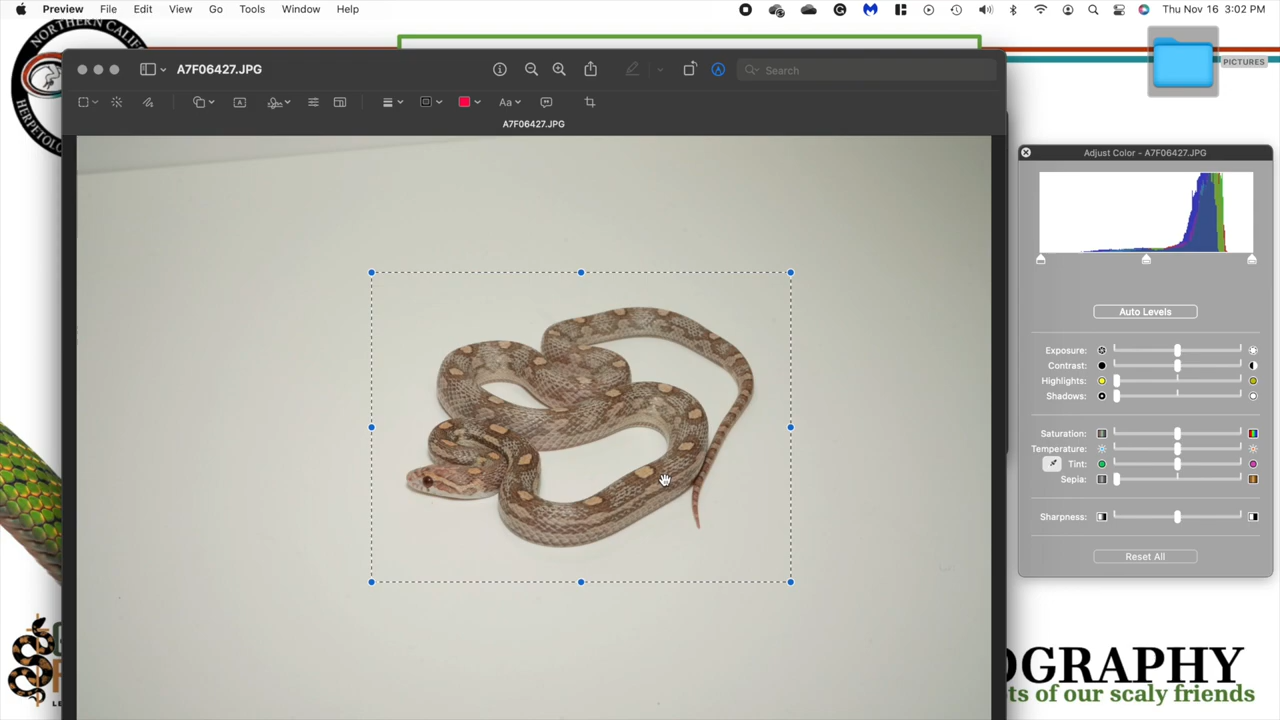 Preview File Edit View Go Tools Window Help Thu Nov 16 3:02 PM
NORTHERN CALIF
HERPETOLOG
A7F06427.JPG Search
PICTURES
Aa
A7F06427.JPG
Adjust Color - A7F06427.JPG
Auto Levels
Exposure:
Contrast:
Highlights:
Shadows:
Saturation:
Temperature:
Tint:
Sepia:
Sharpness:
Reset All
OGRAPHY
ts of our scaly friends